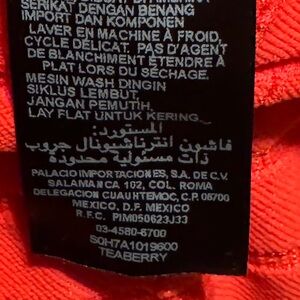 SERIKAT DENGAN BENANG
IMPORT DAN KOMPONEN
LAVER EN MACHINE À FROID,
CYCLE DÉLICAT. PAS D'AGENT
DE BLANCHIMENT ÉTENDRE À
PLAT LORS DU SÉCHAGE.
MESIN WASH DINGIN
SIKLUS LEMBUT,
JANGAN PEMUTIH,
LAY FLAT UNTUK KERING
المستورد:
فاشون انترناشيونال جروب
ذات مسئولية محدودة
PALACIO IMPORTACIONES, S.A. DE C.V.
SALAMANCA 102, COL. ROMA
DELEGACION CUAUHTEMOC, C.P. 06700
MEXICO, D.F. MEXICO
R.F.C. PIM050623J33
03-4580-6700
S0H7A1019600
TEABERRY